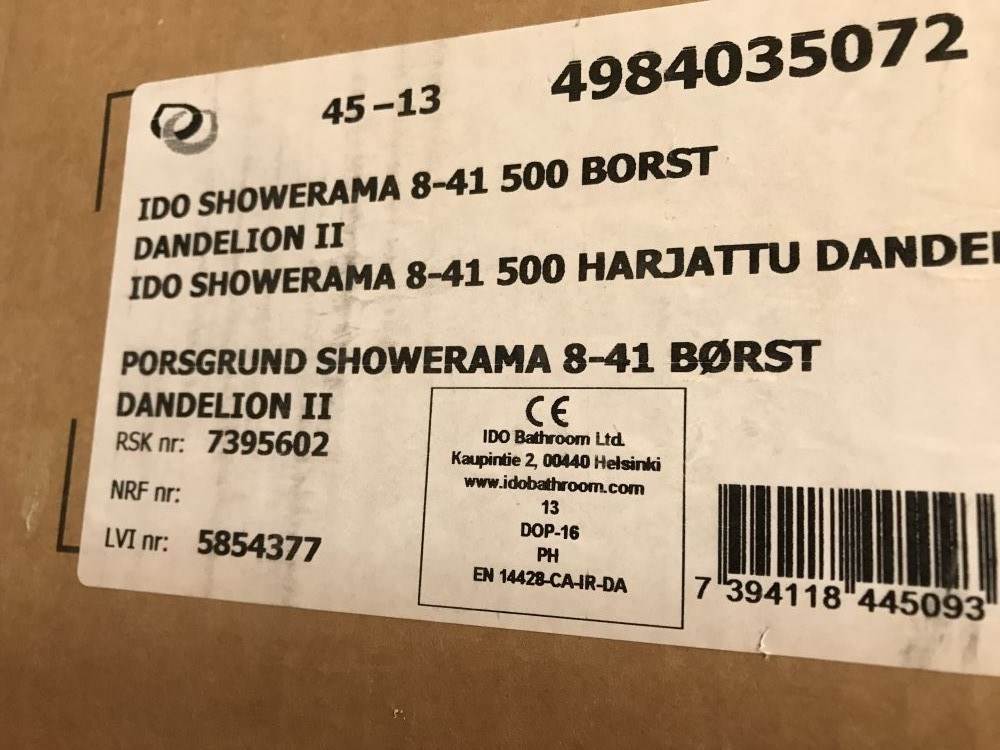 45-13 4984035072
IDO SHOWERAMA 8-41 500 BORST
DANDELION II
IDO SHOWERAMA 8-41 500 HARJATTU
PORSGRUND SHOWERAMA 8-41 BØRST
DANDELION II
RSK nr: 7395602
NRF nr:
LVI nr: 5854377
CE
IDO Bathroom Ltd.
Kaupintie 2, 00440 Helsinki
www.idobathroom.com
13
DOP-16
PH
EN 14428-CA-IR-DA
7 394118 445093